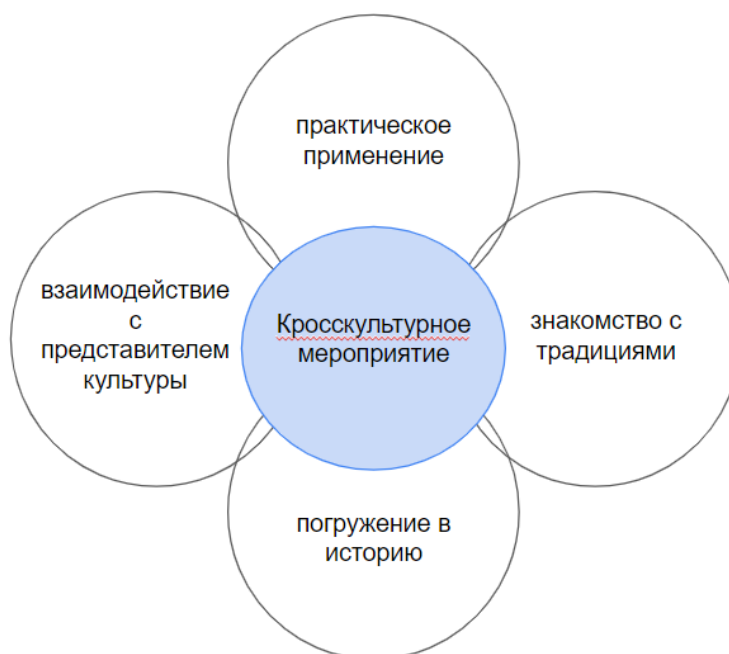 практическое
применение
взаимодействие
с
представителем
культуры
Кросскультурное
мероприятие
знакомство с
традициями
погружение в
историю